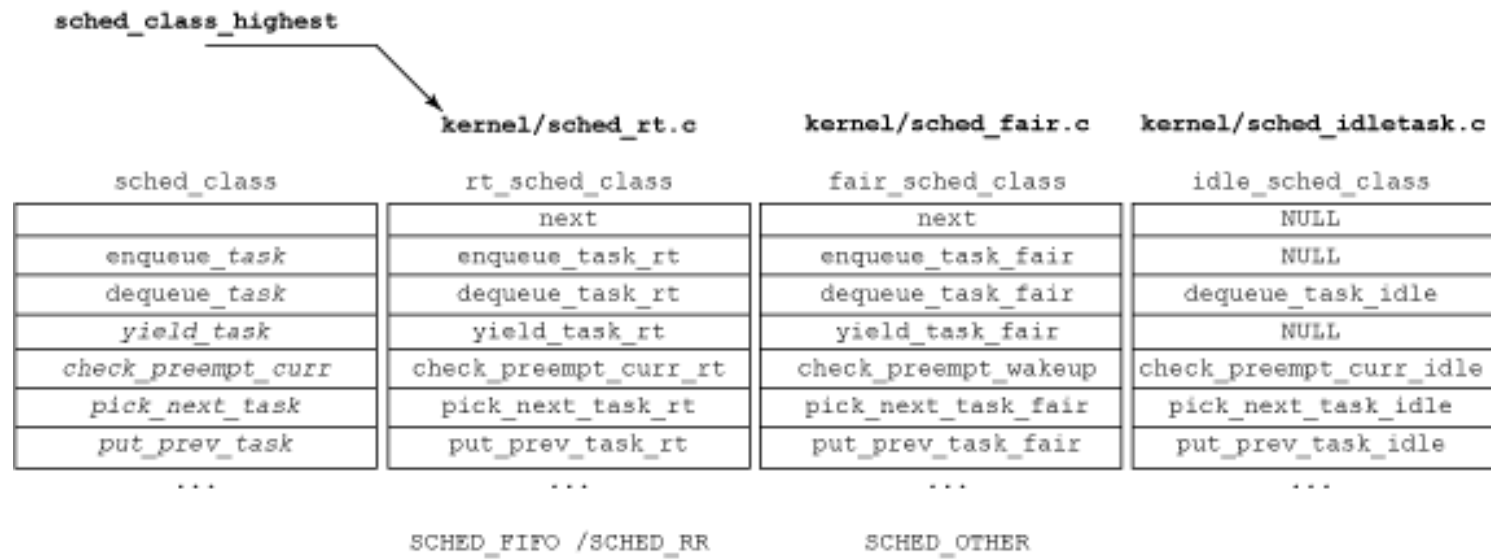 sched_class_highest
kernel/sched_rt.c kernel/sched_fair.c kernel/sched_idletask.c
sched_class rt_sched_class fair_sched_class idle_sched_class
next next NULL
enqueue_task enqueue_task_rt enqueue_task_fair NULL
dequeue_task dequeue_task_rt dequeue_task_fair dequeue_task_idle
yield_task yield_task_rt yield_task_fair NULL
check_preempt_curr check_preempt_curr_rt check_preempt_wakeup check_preempt_curr_idle
pick_next_task pick_next_task_rt pick_next_task_fair pick_next_task_idle
put_prev_task put_prev_task_rt put_prev_task_fair put_prev_task_idle
... ... ... ...
SCHED_FIFO /SCHED_RR SCHED_OTHER